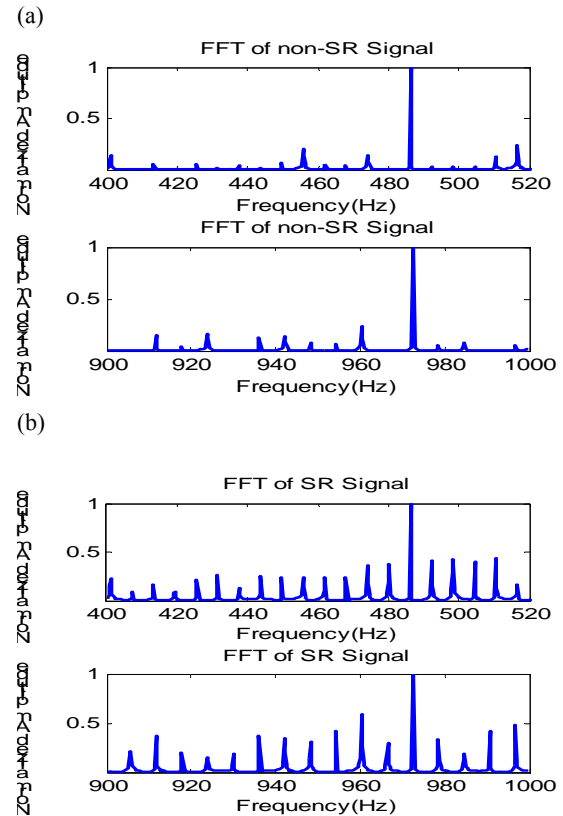 (a)
FFT of non-SR Signal
1
0.5
400 420 440 460 480 500 520
Frequency(Hz)
FFT of non-SR Signal
1
0.5
900 920 940 960 980 1000
Frequency(Hz)
(b)
FFT of SR Signal
1
0.5
400 420 440 460 480 500 520
Frequency(Hz)
FFT of SR Signal
1
0.5
900 920 940 960 980 1000
Frequency(Hz)